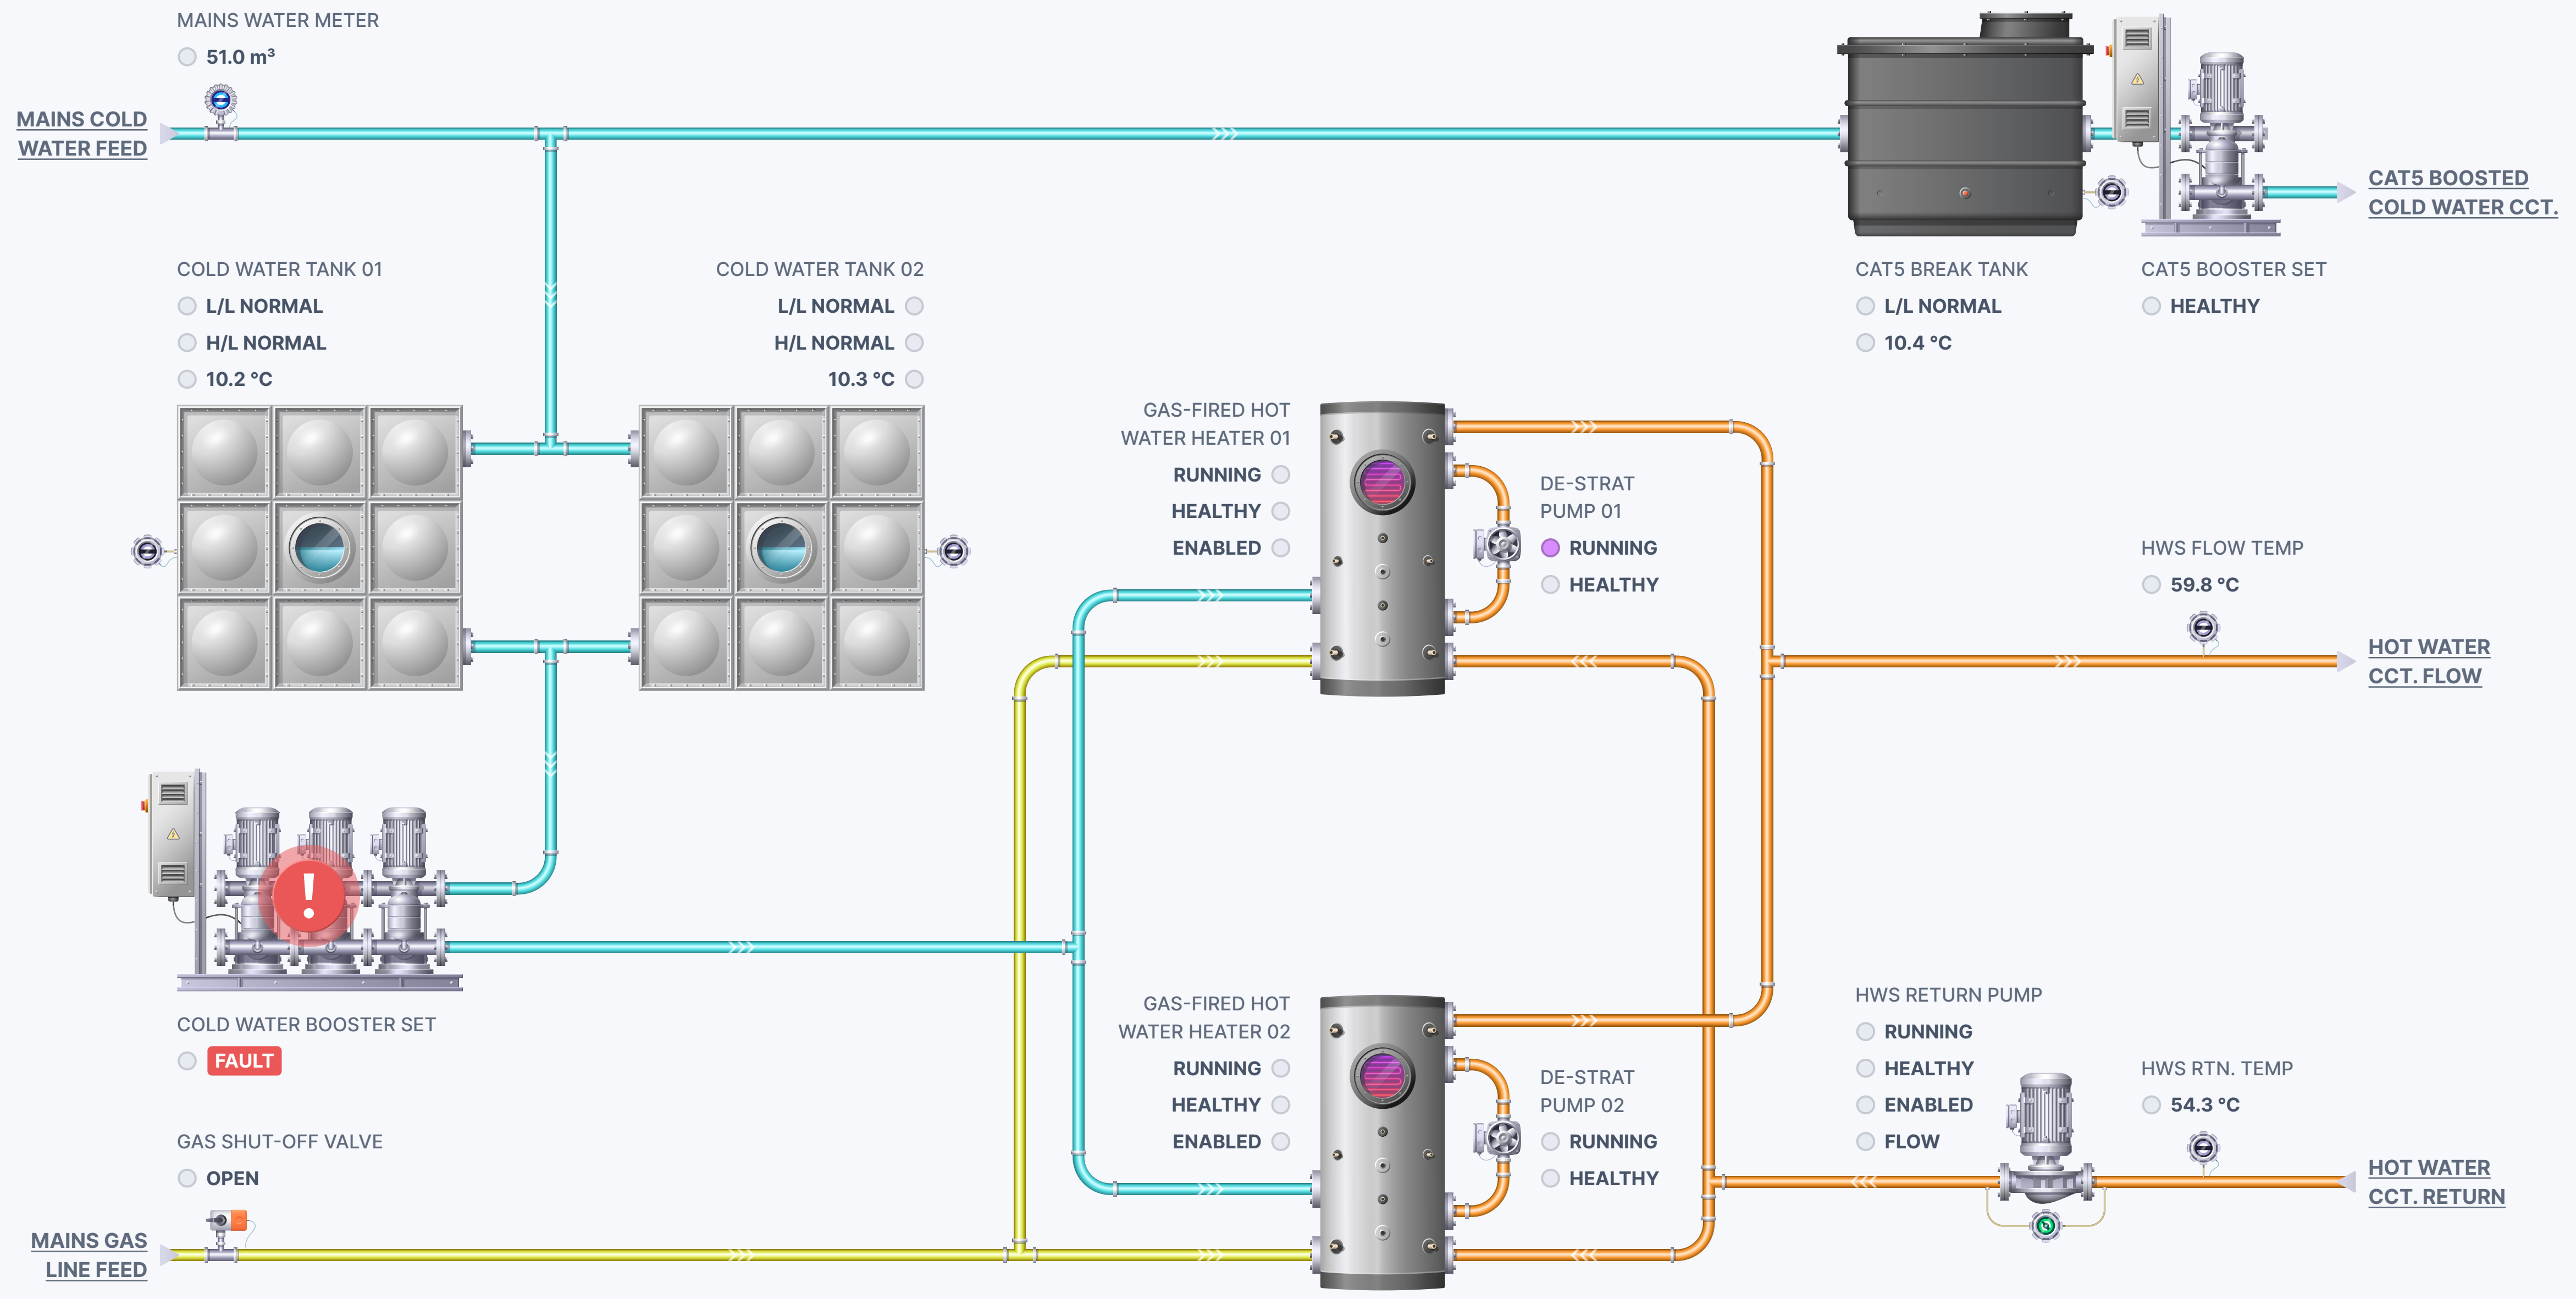 MAINS WATER METER
51.0 m³
MAINS COLD
WATER FEED
CAT5 BOOSTED
COLD WATER CCT.
COLD WATER TANK 01
L/L NORMAL
H/L NORMAL
10.2 °C
COLD WATER TANK 02
L/L NORMAL
H/L NORMAL
10.3 °C
CAT5 BREAK TANK
L/L NORMAL
10.4 °C
CAT5 BOOSTER SET
HEALTHY
GAS-FIRED HOT
WATER HEATER 01
RUNNING
HEALTHY
ENABLED
DE-STRAT
PUMP 01
RUNNING
HEALTHY
HWS FLOW TEMP
59.8 °C
HOT WATER
CCT. FLOW
COLD WATER BOOSTER SET
FAULT
GAS-FIRED HOT
WATER HEATER 02
RUNNING
HEALTHY
ENABLED
DE-STRAT
PUMP 02
RUNNING
HEALTHY
HWS RETURN PUMP
RUNNING
HEALTHY
ENABLED
FLOW
HWS RTN. TEMP
54.3 °C
HOT WATER
CCT. RETURN
GAS SHUT-OFF VALVE
OPEN
MAINS GAS
LINE FEED